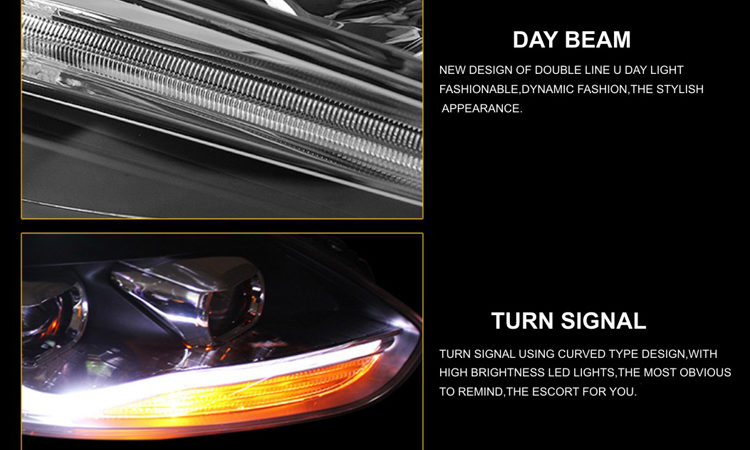 DAY BEAM
NEW DESIGN OF DOUBLE LINE U DAY LIGHT
FASHIONABLE,DYNAMIC FASHION,THE STYLISH
APPEARANCE.
TURN SIGNAL
TURN SIGNAL USING CURVED TYPE DESIGN,WITH
HIGH BRIGHTNESS LED LIGHTS,THE MOST OBVIOUS
TO REMIND,THE ESCORT FOR YOU.